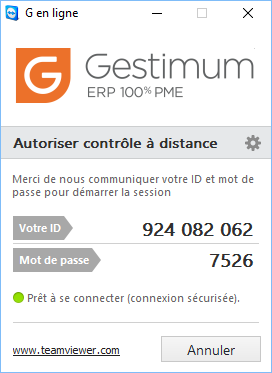 G en ligne
G Gestimum
ERP 100% PME
Autoriser contrôle à distance
Merci de nous communiquer votre ID et mot de
passe pour démarrer la session
Votre ID 924 082 062
Mot de passe 7526
Prêt à se connecter (connexion sécurisée).
www.teamviewer.com Annuler